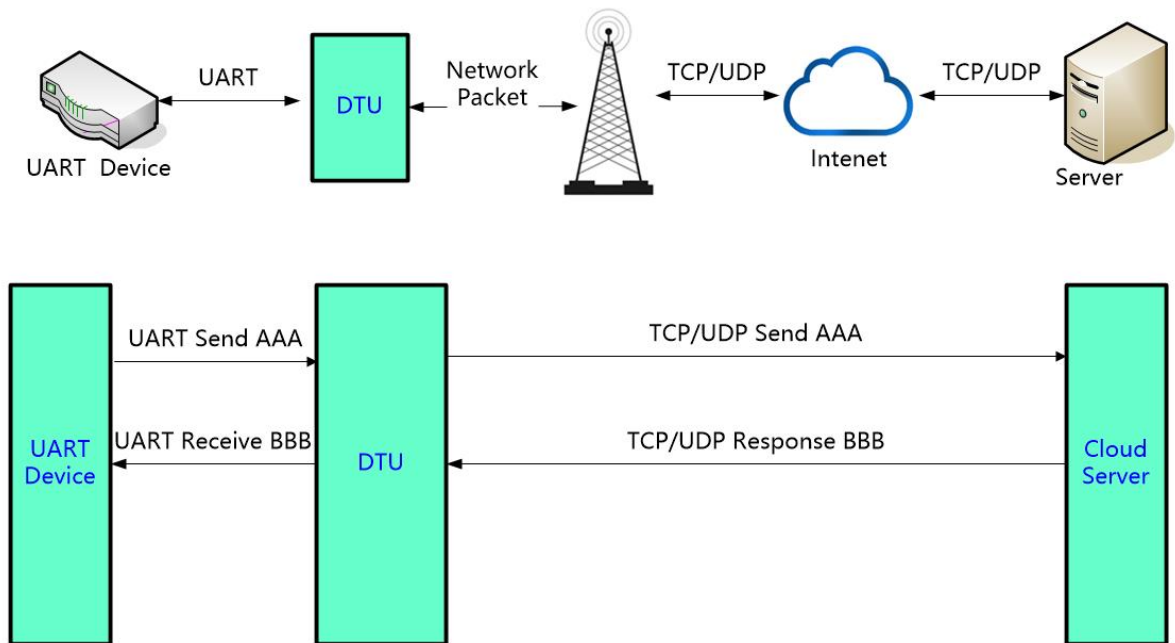 UART
DTU
Network
Packet
TCP/UDP
TCP/UDP
UART Device
Intenet
Server
UART Send AAA
TCP/UDP Send AAA
UART Receive BBB
TCP/UDP Response BBB
UART
Device
DTU
Cloud
Server